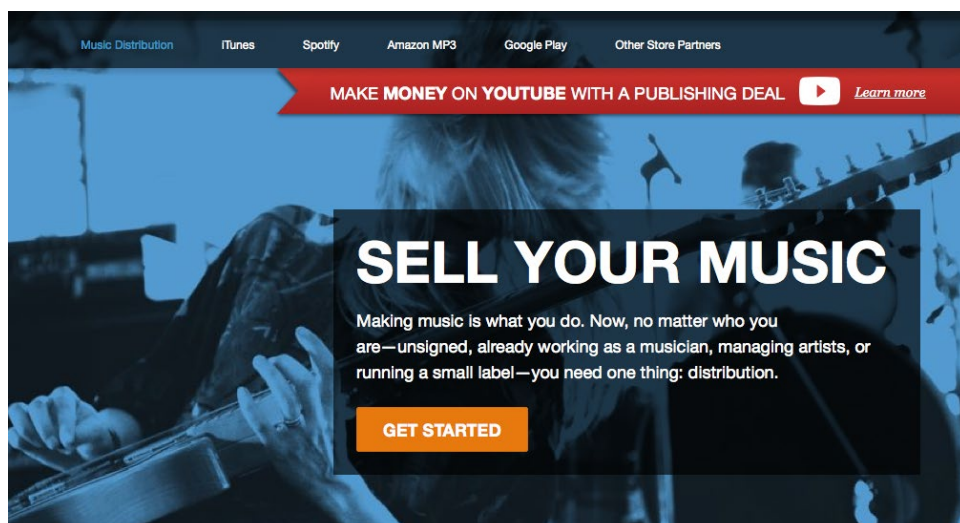 Music Distribution iTunes Spotify Amazon MP3 Google Play Other Store Partners
MAKE MONEY ON YOUTUBE WITH A PUBLISHING DEAL Learn more
SELL YOUR MUSIC
Making music is what you do. Now, no matter who you
are—unsigned, already working as a musician, managing artists, or
running a small label—you need one thing: distribution.
GET STARTED